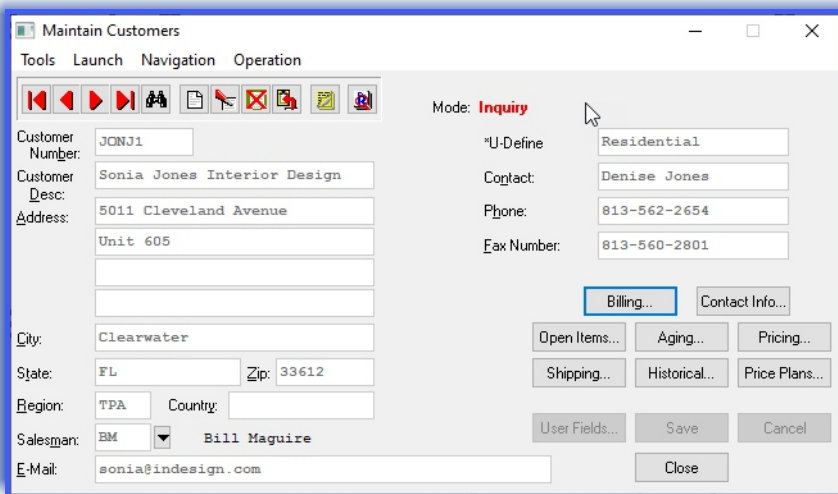 Maintain Customers
Tools Launch Navigation Operation
Mode: Inquiry
Customer Number: JONJ1
Customer Desc: Sonia Jones Interior Design
Address: 5011 Cleveland Avenue
Unit 605
City: Clearwater
State: FL Zip: 33612
Region: TPA Country:
Salesman: BM Bill Maguire
E-Mail: sonia@indesign.com
*U-Define Residential
Contact: Denise Jones
Phone: 813-562-2654
Fax Number: 813-560-2801
Billing... Contact Info...
Open Items... Aging... Pricing...
Shipping... Historical... Price Plans...
User Fields... Save Cancel
Close